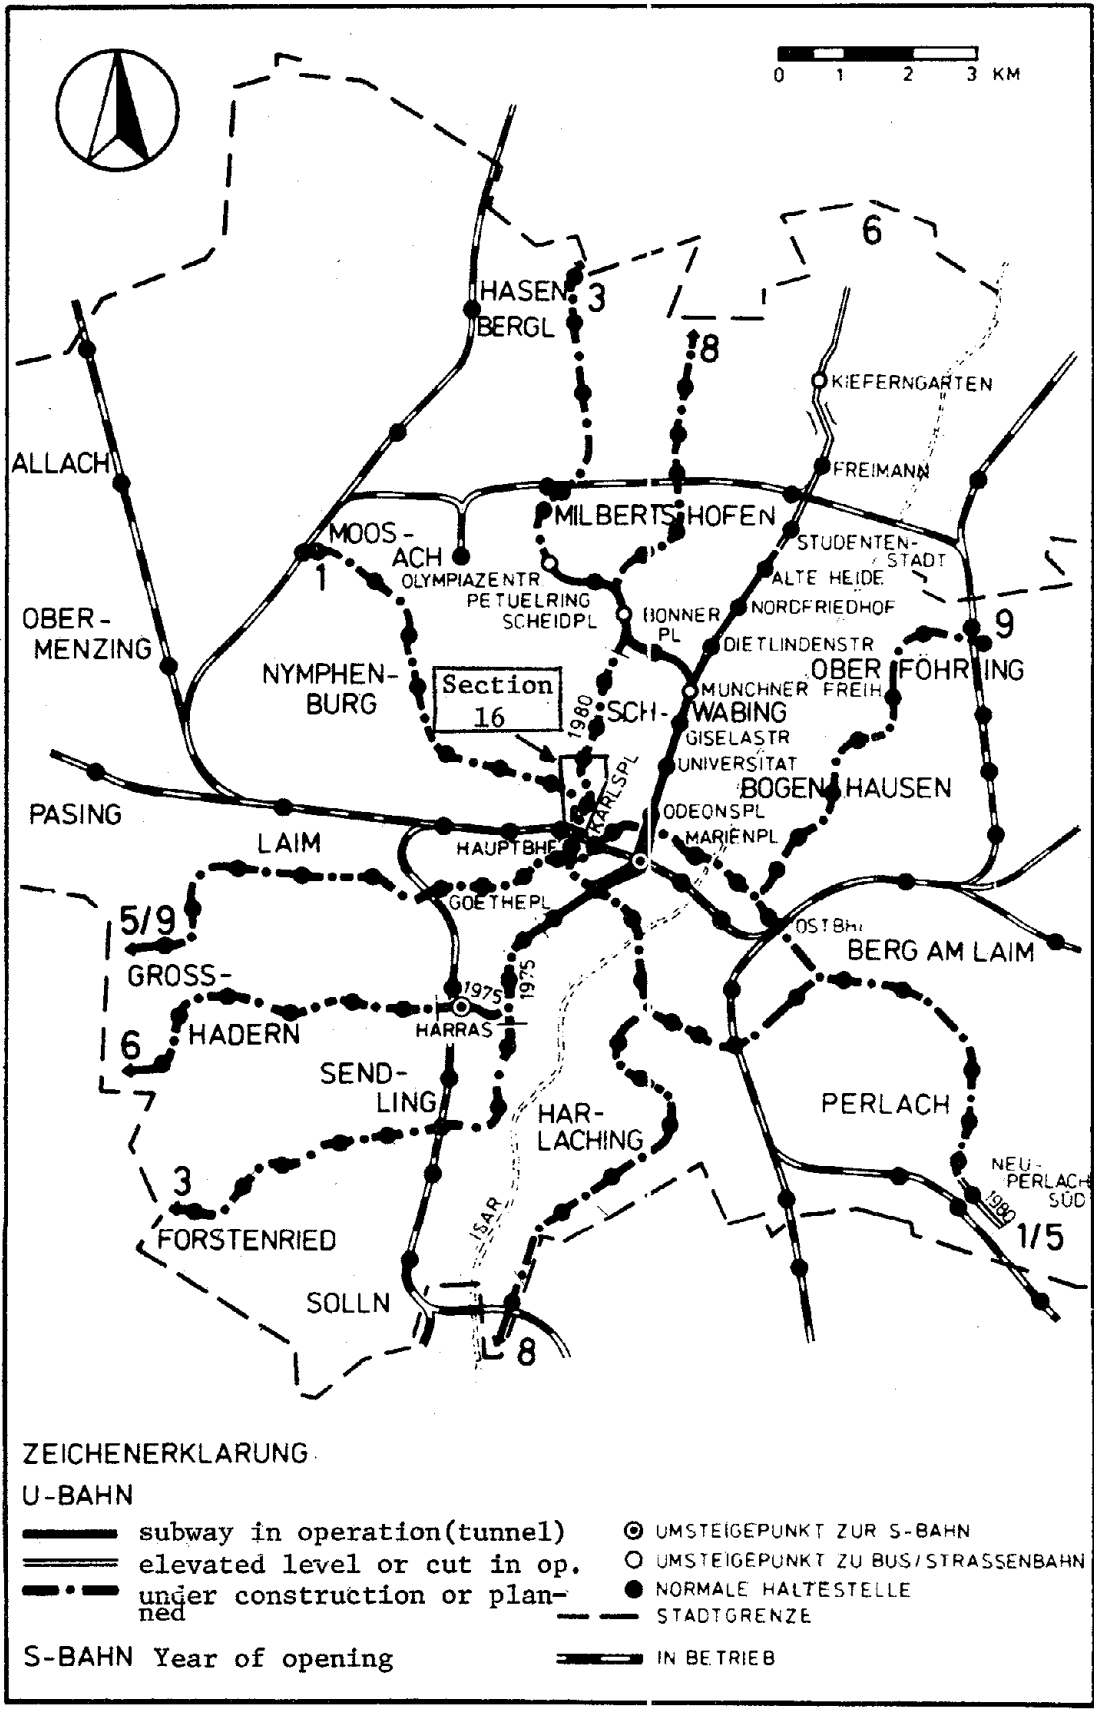 0 1 2 3 KM
6
HASEN
BERGL
3
8
KIEFERNGARTEN
ALLACH
FREIMANN
MILBERTSHOFEN
MOOS-
ACH
1
STUDENTEN-
STADT
OLYMPIAZENTR
ALTE HEIDE
PETUELRING
SCHEIDPL
BONNER
PL
NORDFRIEDHOF
OBER-
MENZING
DIETLINDENSTR
9
OBER FÖHRING
NYMPHEN-
BURG
Section
16
MUNCHNER FREIH
1980
SCH-WABING
GISELASTR
UNIVERSITAT
BOGENHAUSEN
KARLSPL
ODEONSPL
PASING
LAIM
MARIENPL
HAUPTBHF
GOETHEPL
5/9
OSTBHF
BERG AM LAIM
GROSS-
HADERN
1975
1975
HARRAS
6
SEND-
LING
HAR-
LACHING
PERLACH
3
NEU-
PERLACH
SÜD
1980
ISAR
FORSTENRIED
1/5
SOLLN
8
ZEICHENERKLARUNG
U-BAHN
subway in operation(tunnel)
elevated level or cut in op.
under construction or plan-
ned
S-BAHN Year of opening
UMSTEIGEPUNKT ZUR S-BAHN
UMSTEIGEPUNKT ZU BUS/STRASSENBAHN
NORMALE HALTESTELLE
STADTGRENZE
IN BETRIEB